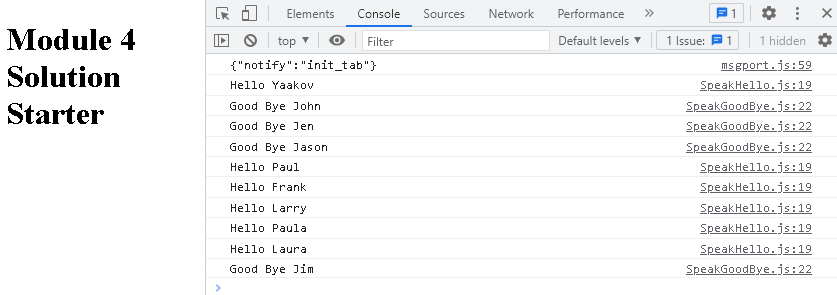 Module 4
Solution
Starter
Elements Console Sources Network Performance » 1
top Filter Default levels 1 Issue: 1 1 hidden
{"notify":"init_tab"} msgport.js:59
Hello Yaakov SpeakHello.js:19
Good Bye John SpeakGoodBye.js:22
Good Bye Jen SpeakGoodBye.js:22
Good Bye Jason SpeakGoodBye.js:22
Hello Paul SpeakHello.js:19
Hello Frank SpeakHello.js:19
Hello Larry SpeakHello.js:19
Hello Paula SpeakHello.js:19
Hello Laura SpeakHello.js:19
Good Bye Jim SpeakGoodBye.js:22